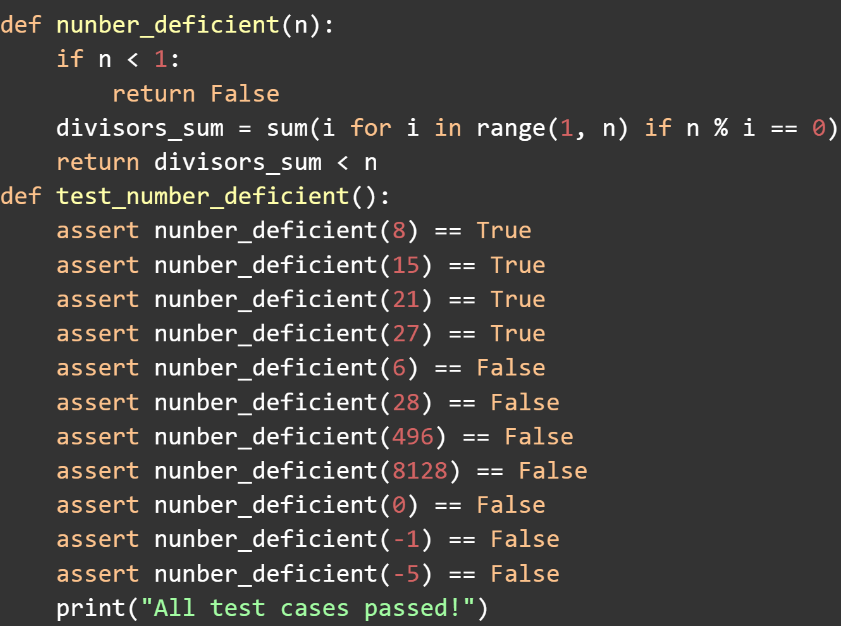 def nunber_deficient(n):
    if n < 1:
        return False
    divisors_sum = sum(i for i in range(1, n) if n % i == 0)
    return divisors_sum < n
def test_number_deficient():
    assert nunber_deficient(8) == True
    assert nunber_deficient(15) == True
    assert nunber_deficient(21) == True
    assert nunber_deficient(27) == True
    assert nunber_deficient(6) == False
    assert nunber_deficient(28) == False
    assert nunber_deficient(496) == False
    assert nunber_deficient(8128) == False
    assert nunber_deficient(0) == False
    assert nunber_deficient(-1) == False
    assert nunber_deficient(-5) == False
    print("All test cases passed!")